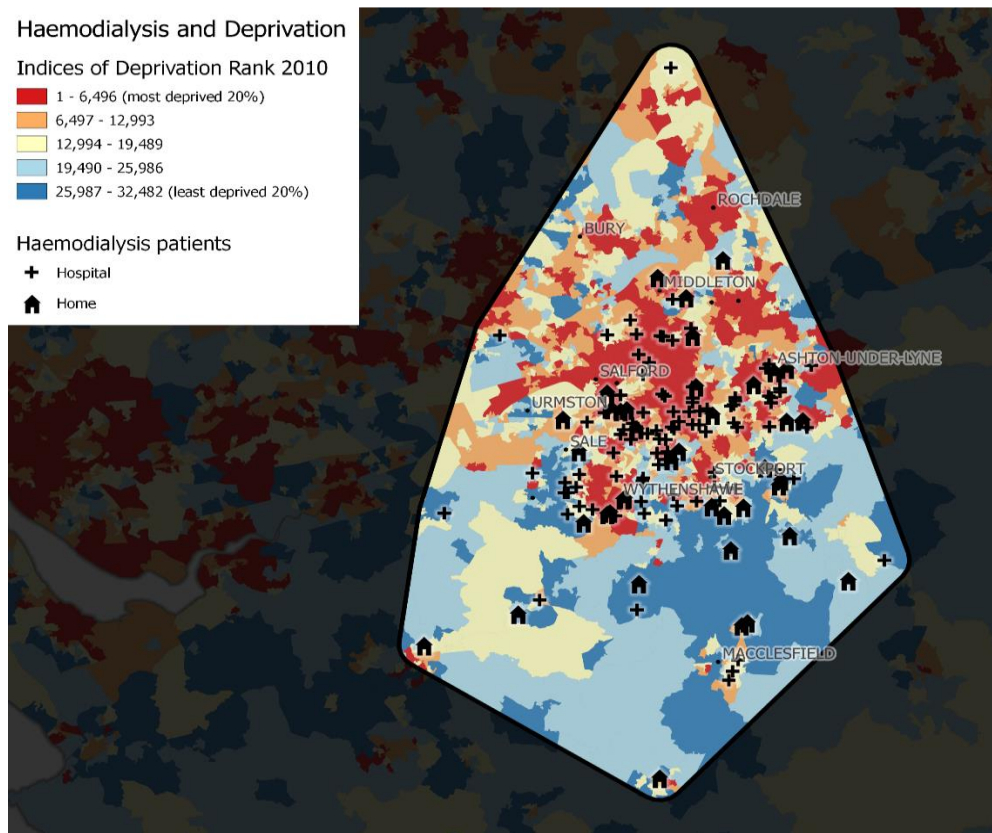 Haemodialysis and Deprivation
Indices of Deprivation Rank 2010
1 - 6,496 (most deprived 20%)
6,497 - 12,993
12,994 - 19,489
19,490 - 25,986
25,987 - 32,482 (least deprived 20%)
Haemodialysis patients
Hospital
Home
ROCHDALE
BURY
MIDDLETON
ASHTON-UNDER-LYNE
SALFORD
URMSTON
SALE
STOCKPORT
WYTHENSHAWE
MACCLESFIELD